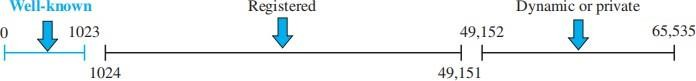 Well-known Registered Dynamic or private
0 1023 49,152 65,535
1024 49,151